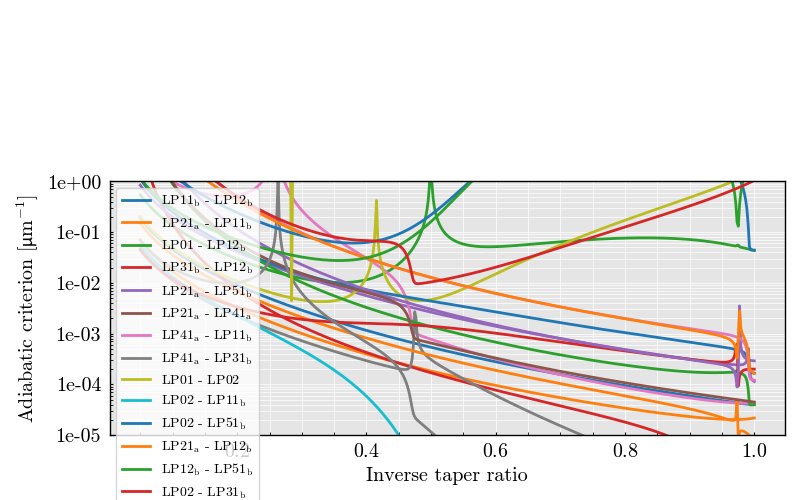 Adiabatic criterion [μm⁻¹]
1e+00
1e-01
1e-02
1e-03
1e-04
1e-05
LP11b - LP12b
LP21a - LP11b
LP01 - LP12b
LP31b - LP12b
LP21a - LP51b
LP21a - LP41a
LP41a - LP11b
LP41a - LP31b
LP01 - LP02
LP02 - LP11b
LP02 - LP51b
LP21a - LP12b
LP12b - LP51b
LP02 - LP31b
0.2 0.4 0.6 0.8 1.0
Inverse taper ratio